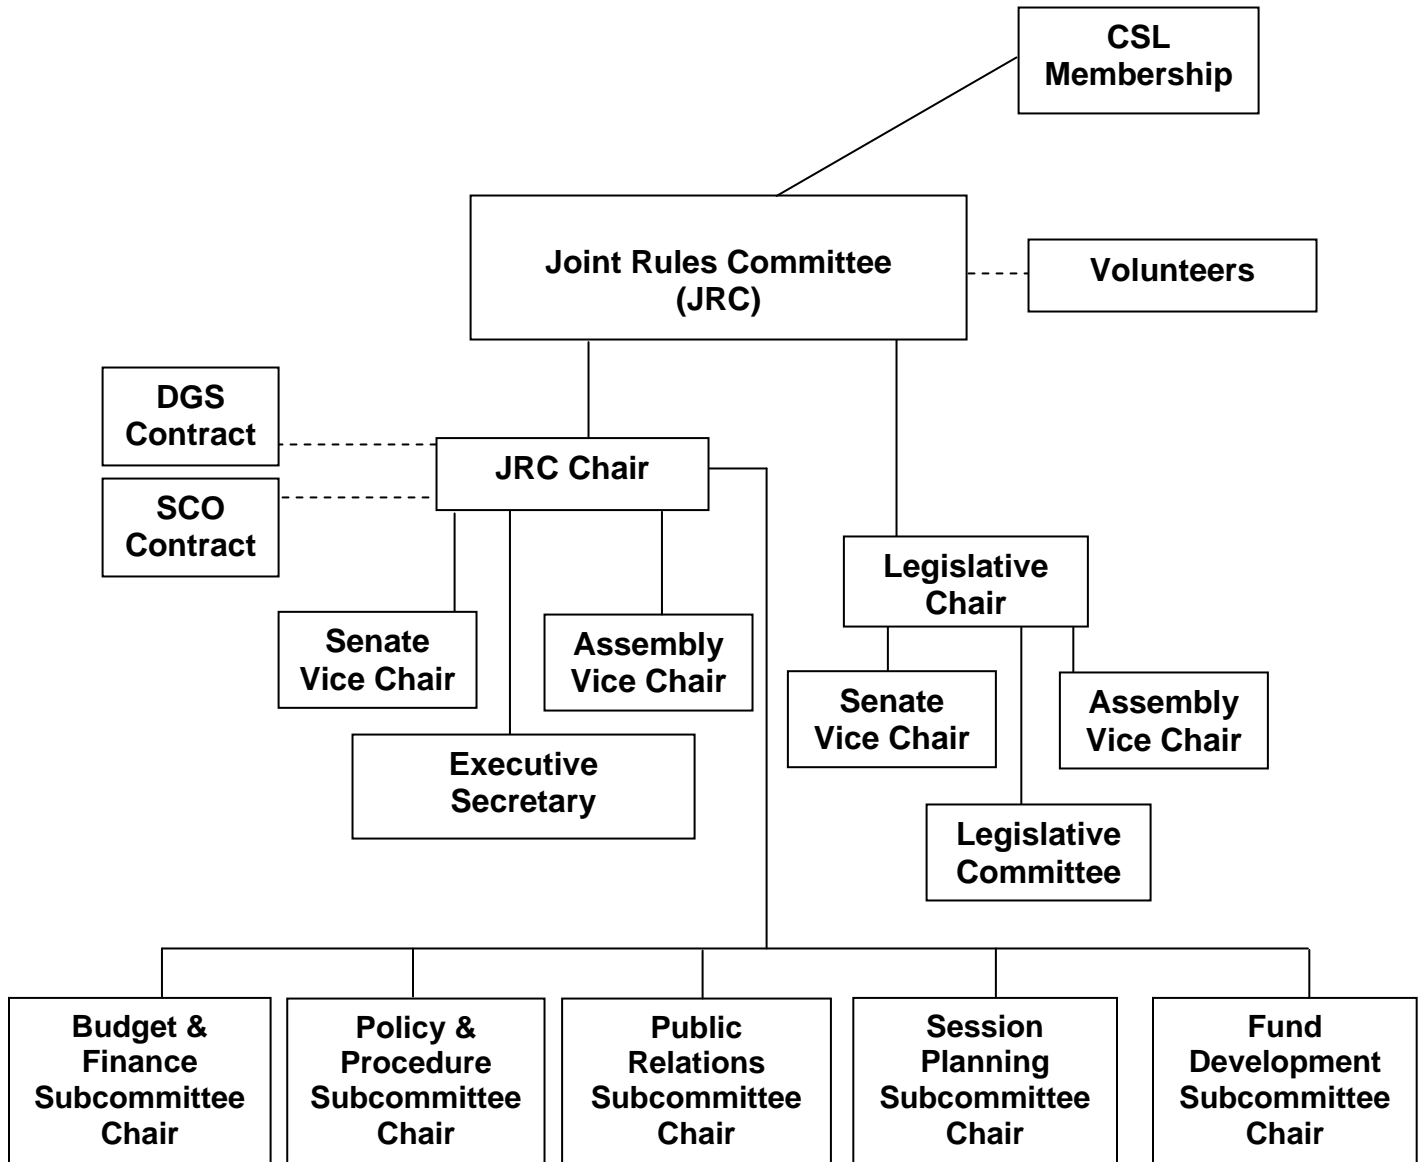 CSL
Membership
Joint Rules Committee
(JRC)
Volunteers
DGS
Contract
JRC Chair
SCO
Contract
Legislative
Chair
Senate
Vice Chair
Assembly
Vice Chair
Senate
Vice Chair
Assembly
Vice Chair
Executive
Secretary
Legislative
Committee
Budget &
Finance
Subcommittee
Chair
Policy &
Procedure
Subcommittee
Chair
Public
Relations
Subcommittee
Chair
Session
Planning
Subcommittee
Chair
Fund
Development
Subcommittee
Chair